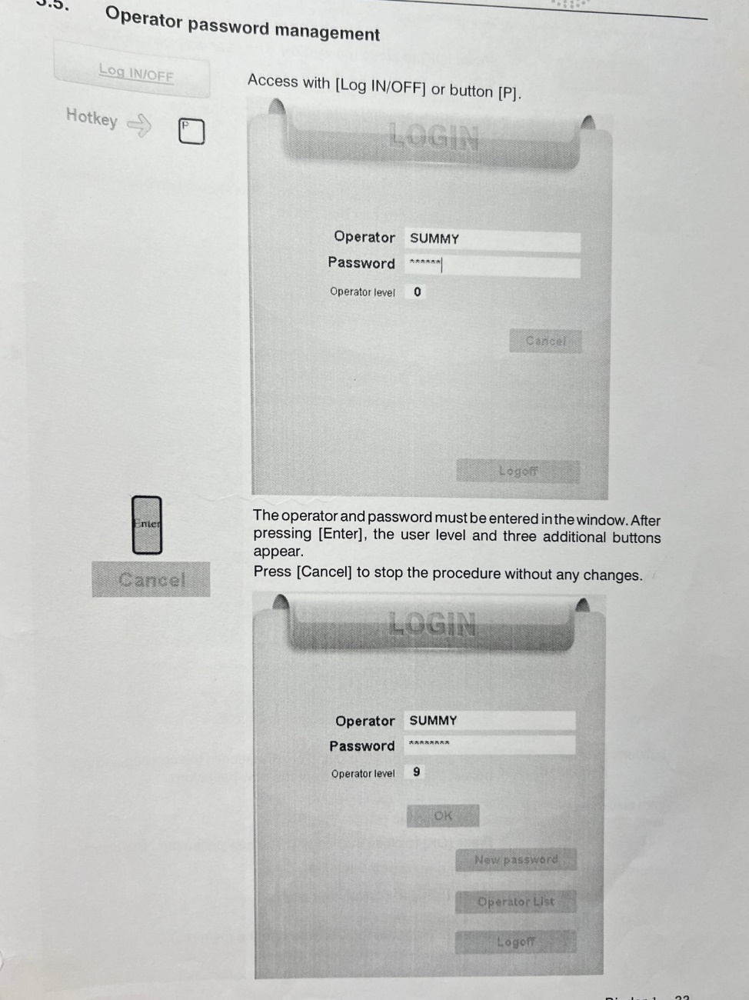 3.5. Operator password management
Log IN/OFF
Access with [Log IN/OFF] or button [P].
Hotkey P
LOGIN
Operator SUMMY
Password ******
Operator level 0
Cancel
Logoff
Enter
The operator and password must be entered in the window. After
pressing [Enter], the user level and three additional buttons
appear.
Cancel
Press [Cancel] to stop the procedure without any changes.
LOGIN
Operator SUMMY
Password ********
Operator level 9
OK
New password
Operator List
Logoff